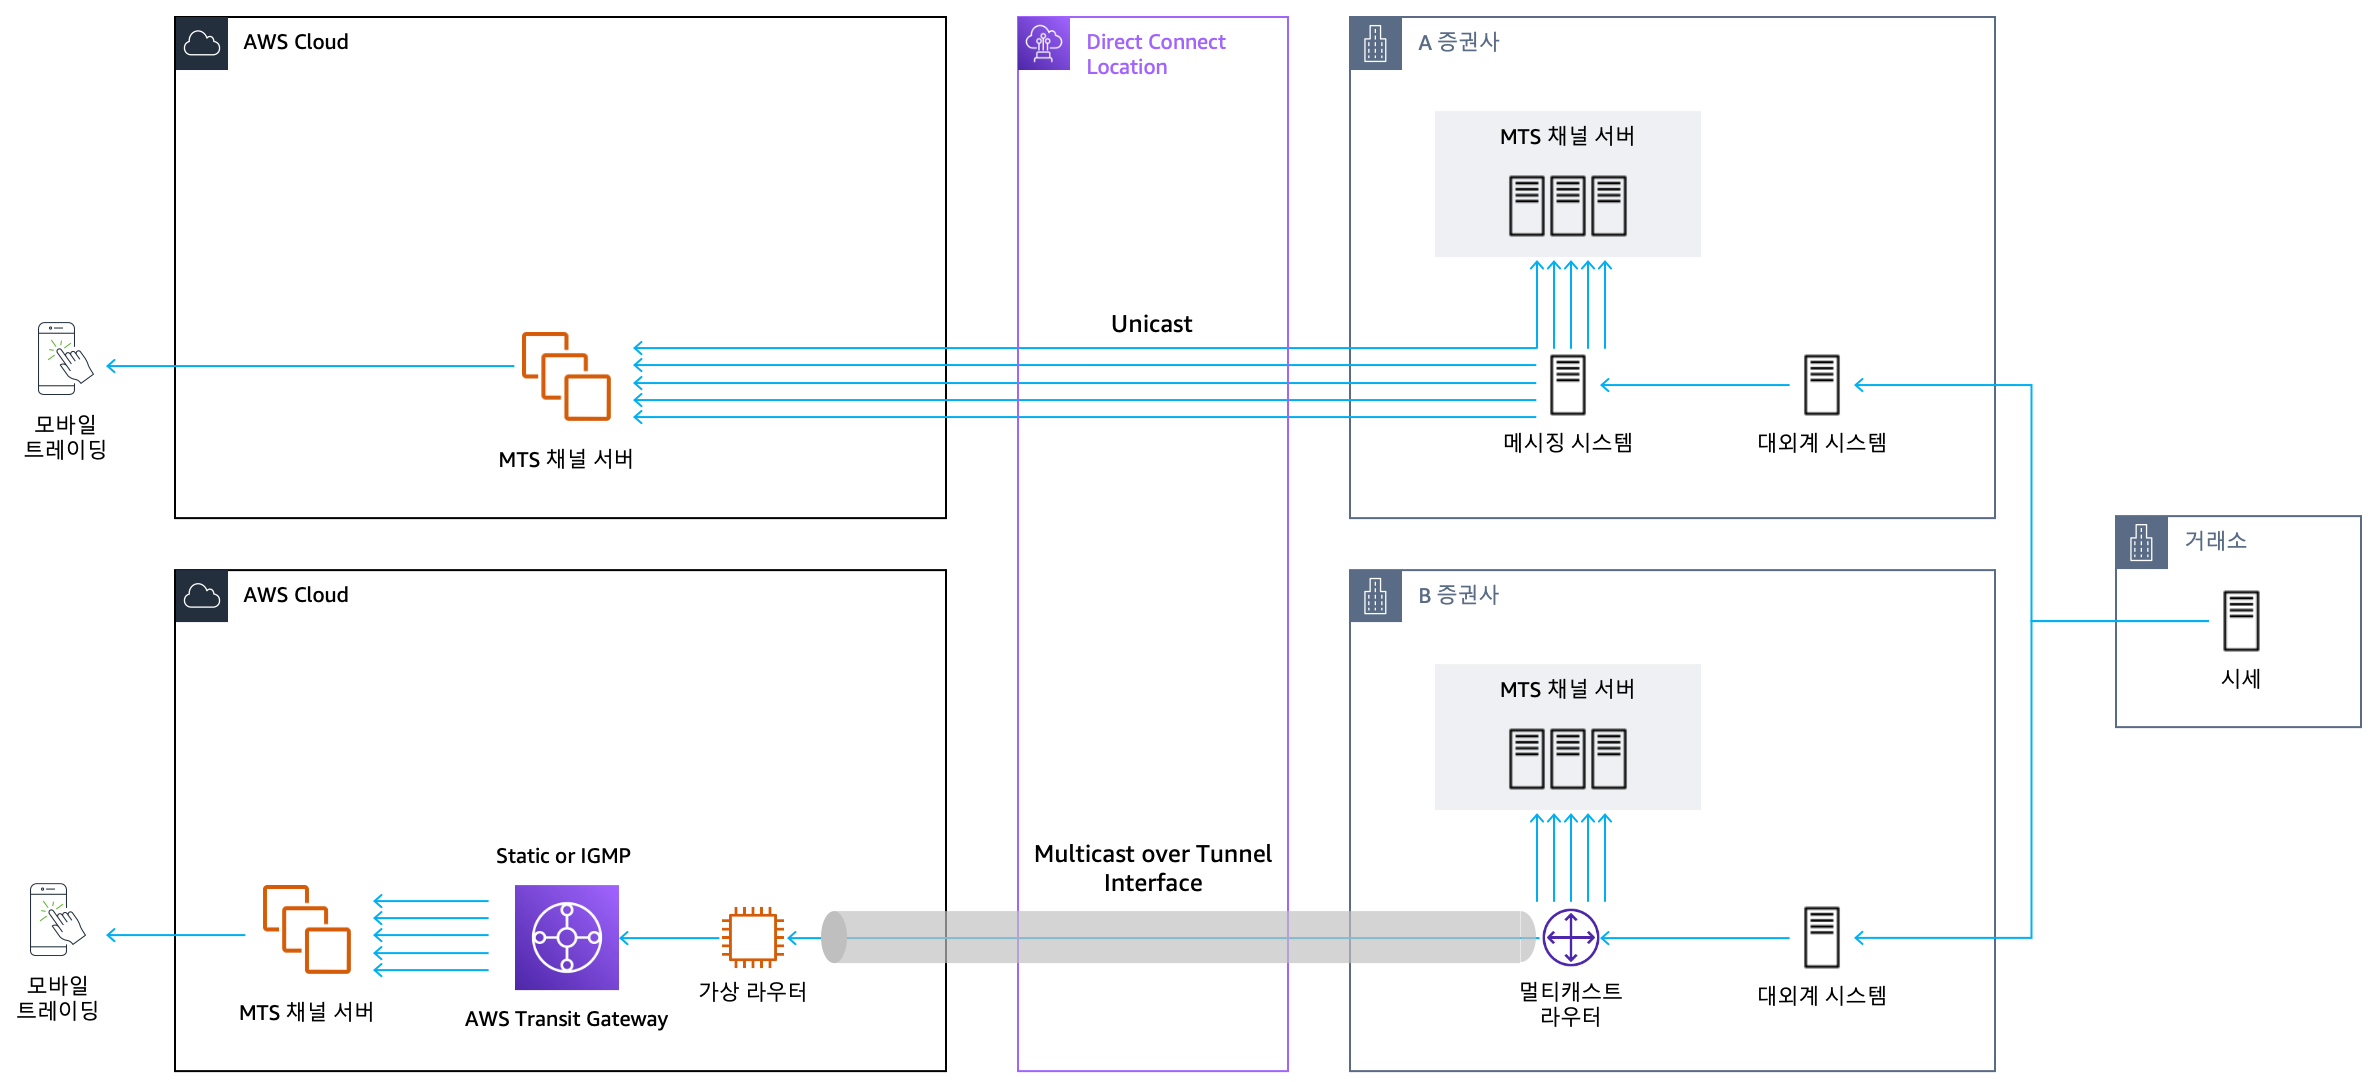 AWS Cloud
Direct Connect
Location
A 증권사
MTS 채널 서버
Unicast
모바일
트레이딩
MTS 채널 서버
메시징 시스템
대외계 시스템
거래소
시세
AWS Cloud
B 증권사
MTS 채널 서버
Static or IGMP
Multicast over Tunnel
Interface
모바일
트레이딩
MTS 채널 서버
AWS Transit Gateway
가상 라우터
멀티캐스트
라우터
대외계 시스템